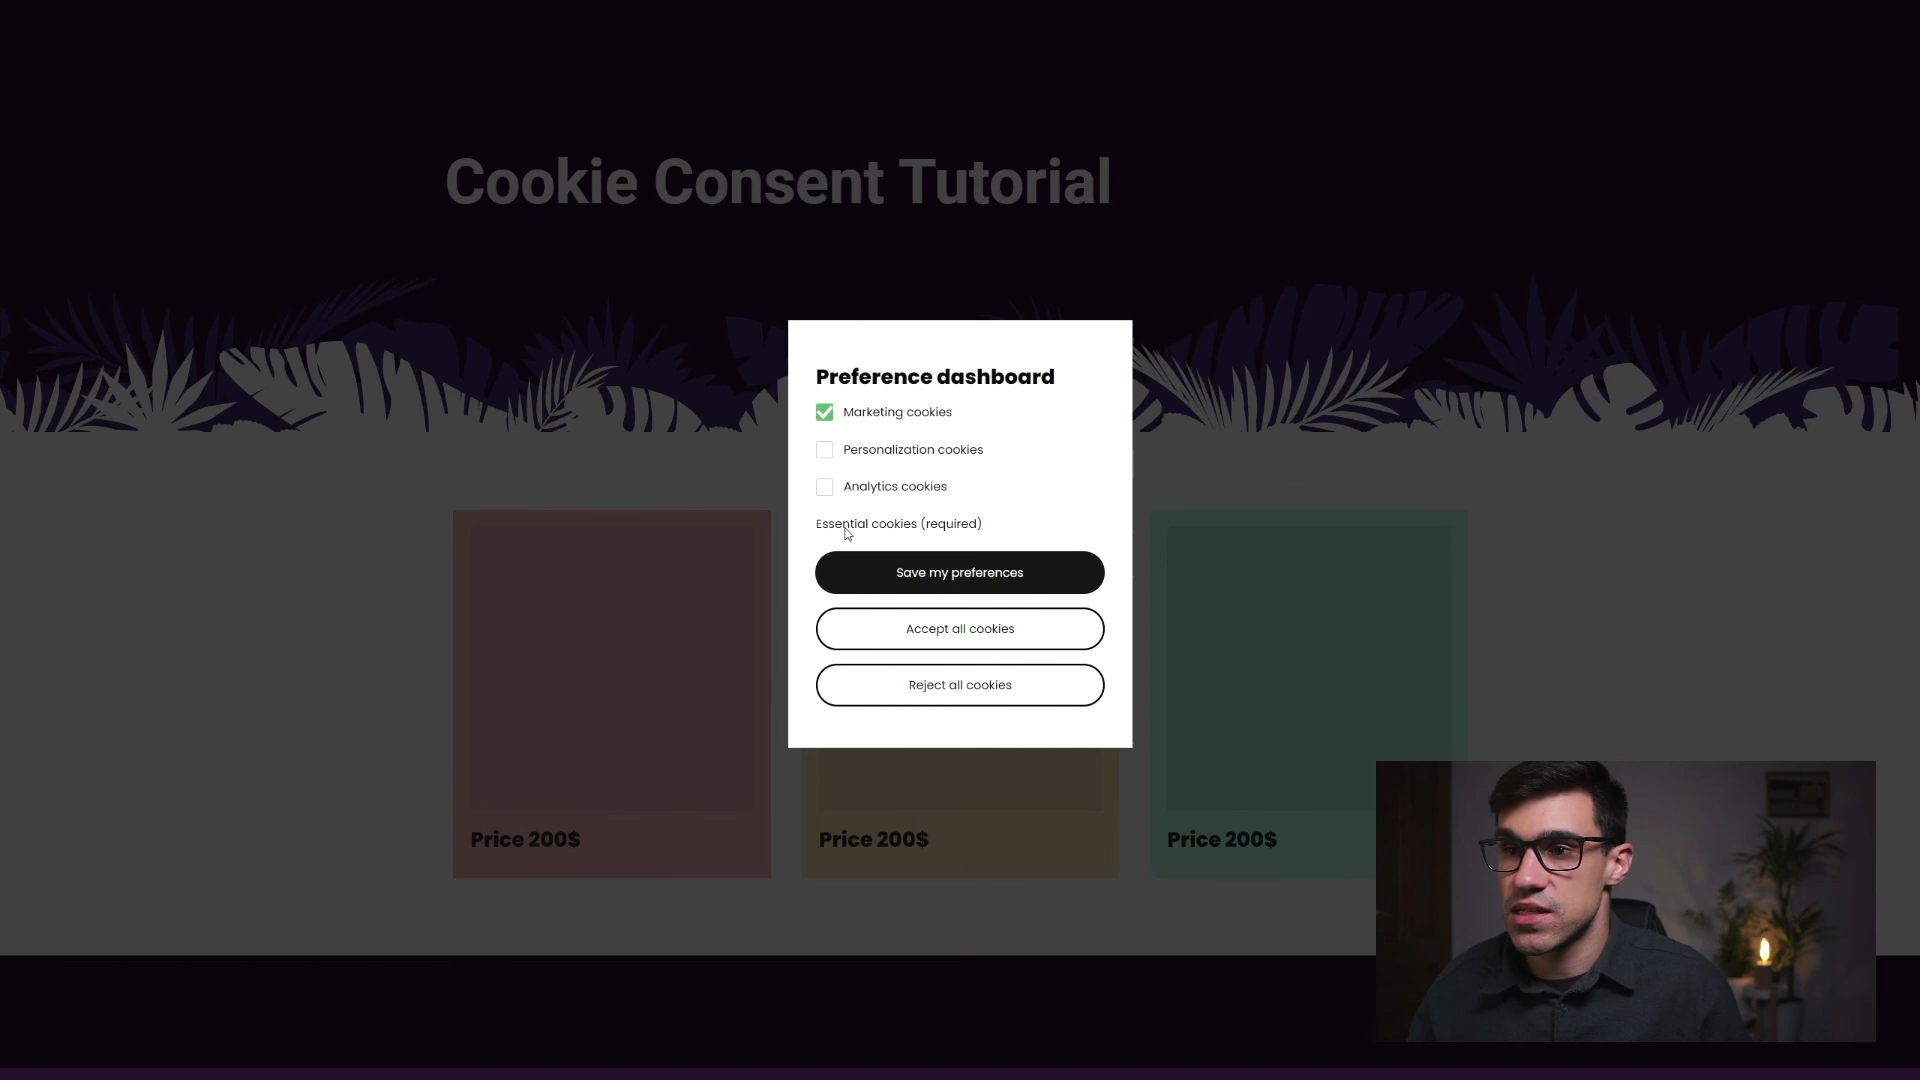 Cookie Consent Tutorial
Preference dashboard
Marketing cookies
Personalization cookies
Analytics cookies
Essential cookies (required)
Save my preferences
Accept all cookies
Reject all cookies
Price 200$
Price 200$
Price 200$